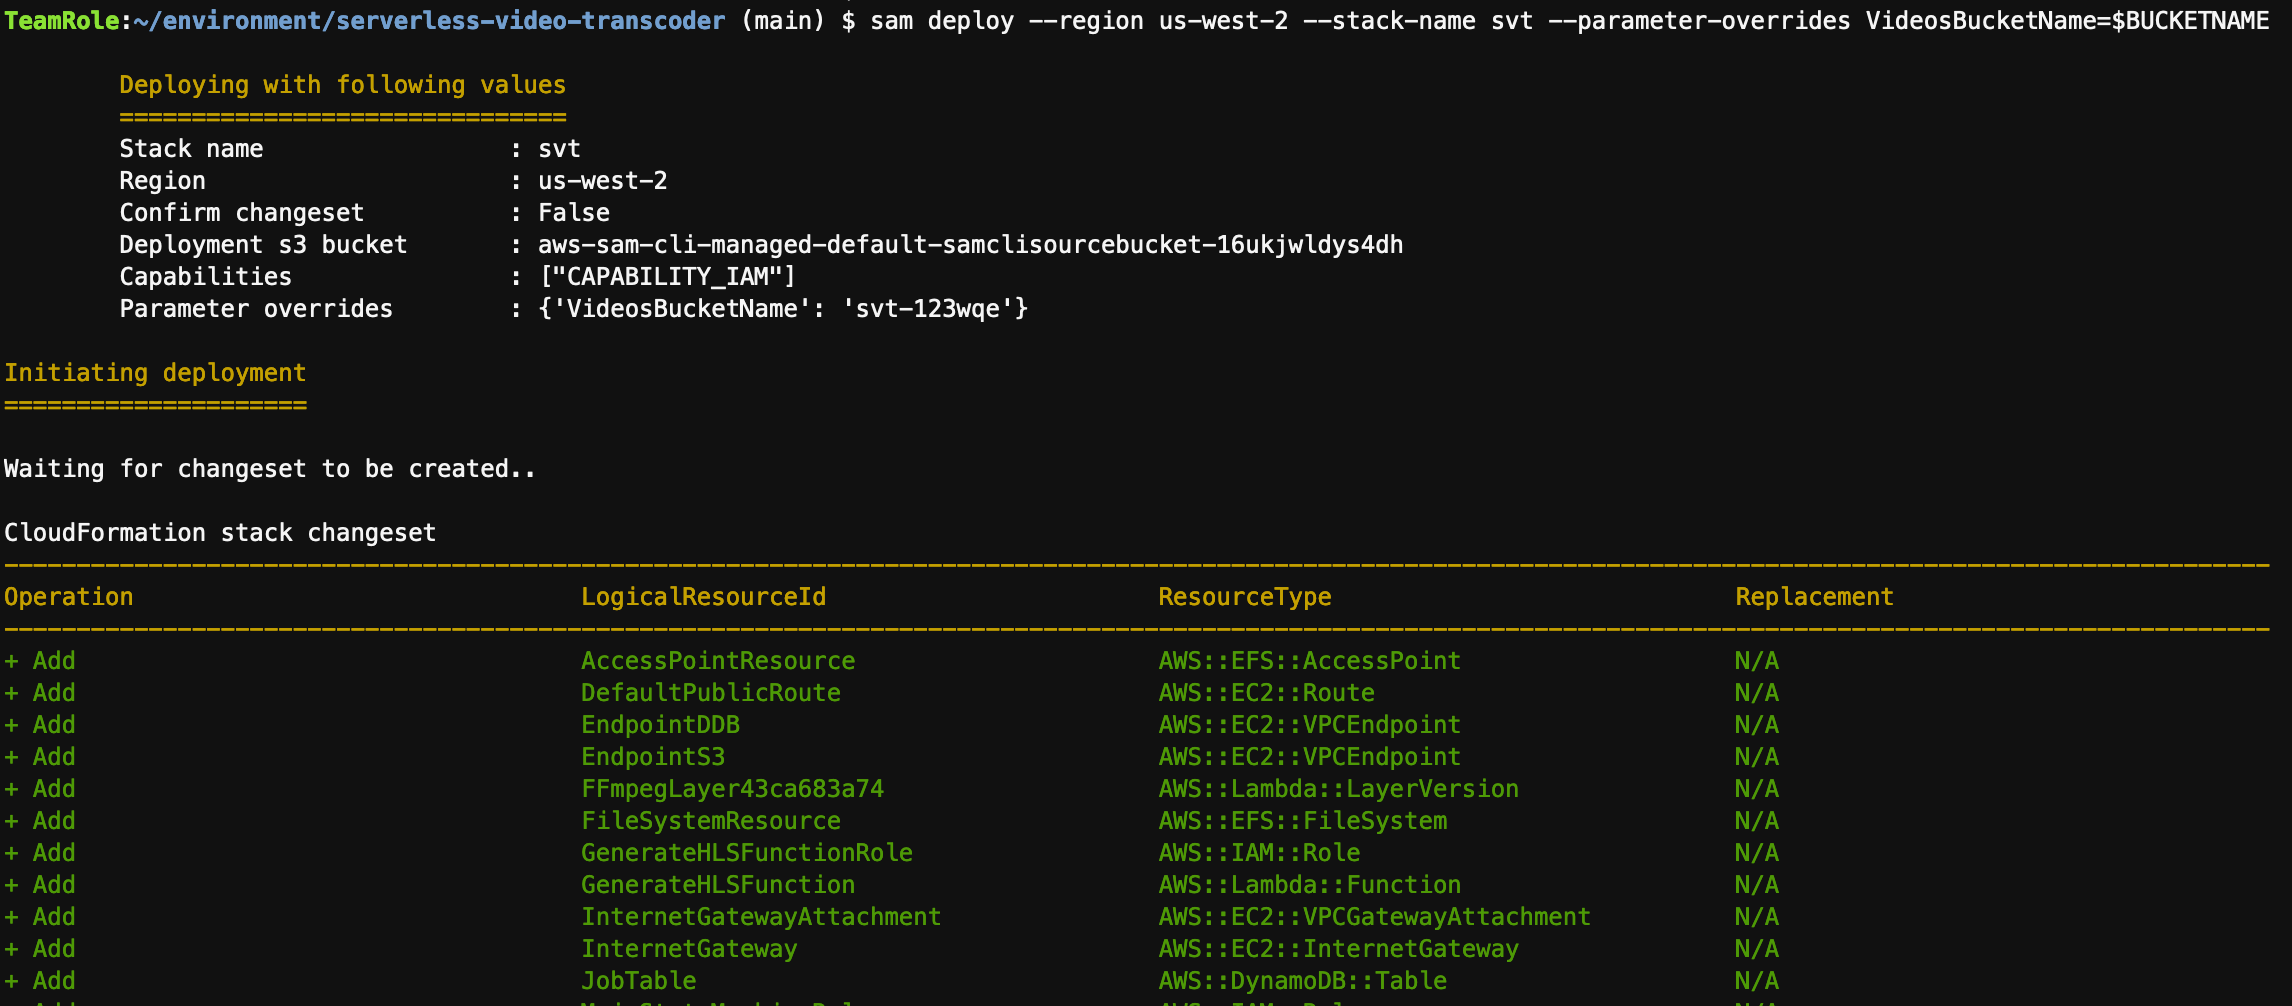 TeamRole:~/environment/serverless-video-transcoder (main) $ sam deploy --region us-west-2 --stack-name svt --parameter-overrides VideosBucketName=$BUCKETNAME
Deploying with following values
===============================
Stack name                 : svt
Region                     : us-west-2
Confirm changeset          : False
Deployment s3 bucket       : aws-sam-cli-managed-default-samclisourcebucket-16ukjwldys4dh
Capabilities               : ["CAPABILITY_IAM"]
Parameter overrides        : {'VideosBucketName': 'svt-123wqe'}
Initiating deployment
=====================
Waiting for changeset to be created..
CloudFormation stack changeset
Operation LogicalResourceId ResourceType Replacement
+ Add AccessPointResource AWS::EFS::AccessPoint N/A
+ Add DefaultPublicRoute AWS::EC2::Route N/A
+ Add EndpointDDB AWS::EC2::VPCEndpoint N/A
+ Add EndpointS3 AWS::EC2::VPCEndpoint N/A
+ Add FFmpegLayer43ca683a74 AWS::Lambda::LayerVersion N/A
+ Add FileSystemResource AWS::EFS::FileSystem N/A
+ Add GenerateHLSFunctionRole AWS::IAM::Role N/A
+ Add GenerateHLSFunction AWS::Lambda::Function N/A
+ Add InternetGatewayAttachment AWS::EC2::VPCGatewayAttachment N/A
+ Add InternetGateway AWS::EC2::InternetGateway N/A
+ Add JobTable AWS::DynamoDB::Table N/A